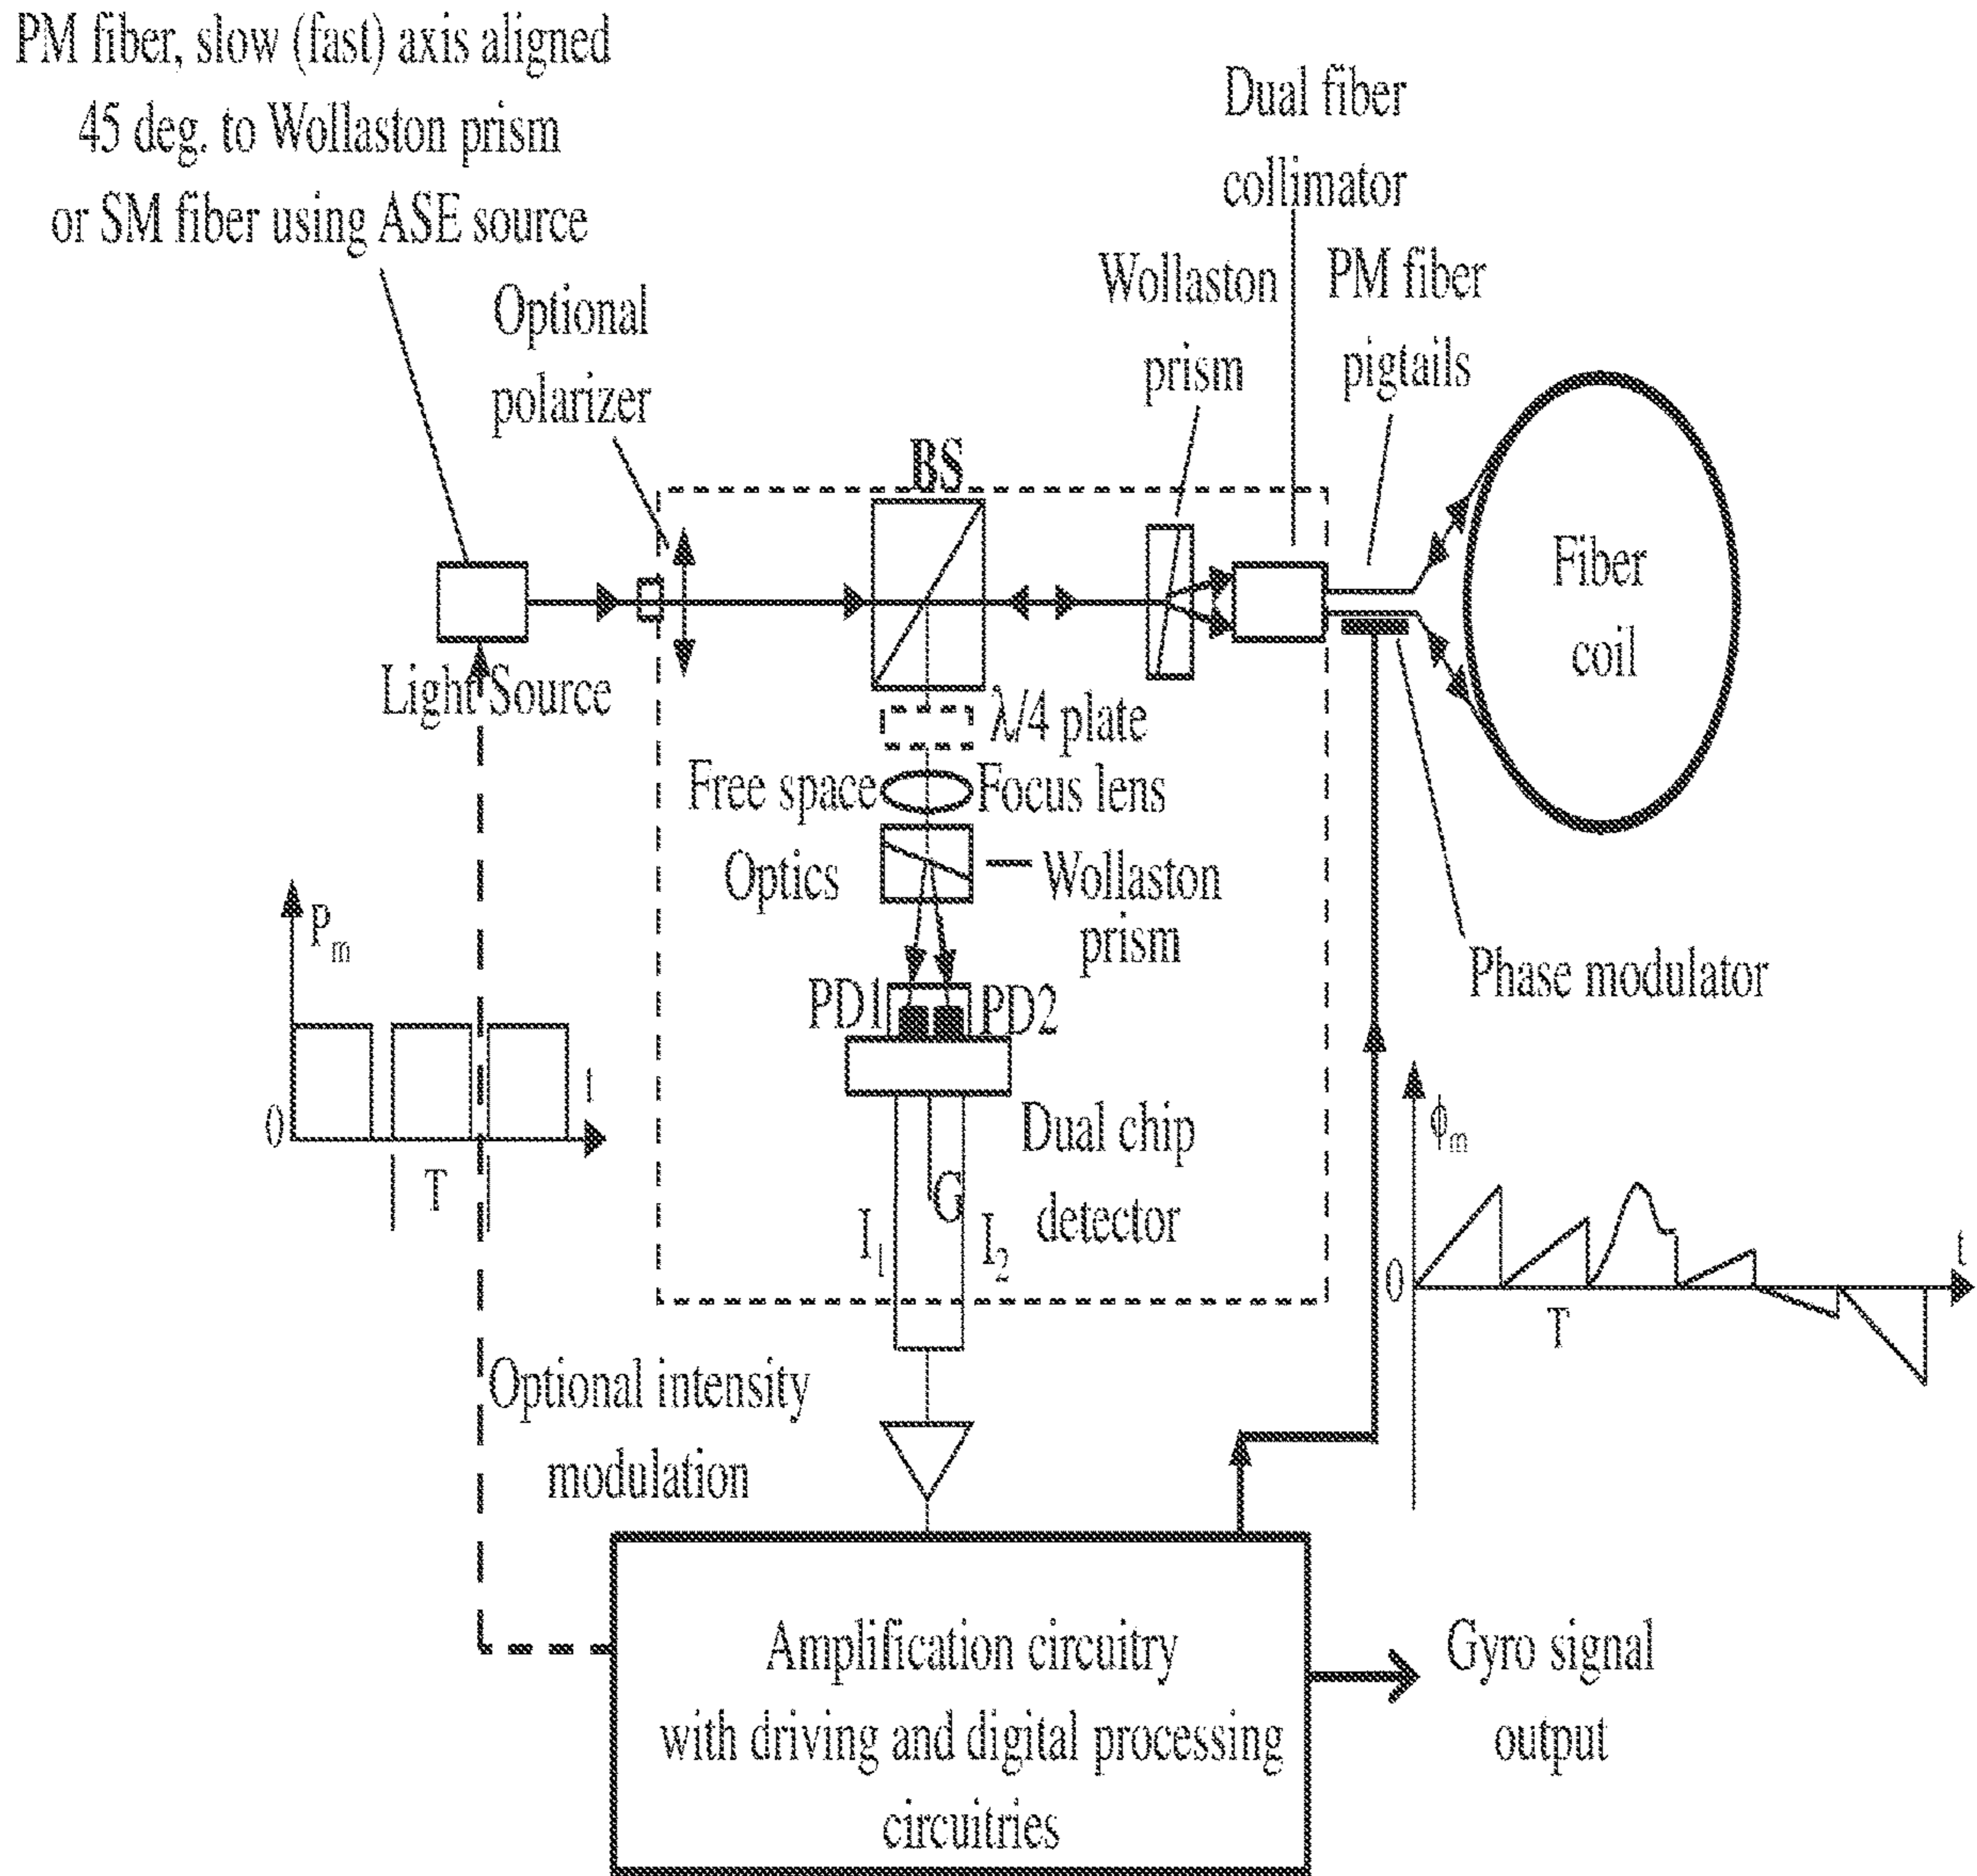 PM fiber, slow (fast) axis aligned
45 deg. to Wollaston prism
or SM fiber using ASE source
Dual fiber
collimator
Optional
polarizer
Wollaston
prism
PM fiber
pigtails
BS
Fiber
coil
Light Source
λ/4 plate
Free space
Focus lens
Optics
Wollaston
prism
PD1
PD2
Phase modulator
Pm
0
t
T
Dual chip
detector
G
I1
I2
ϕm
0
t
T
Optional intensity
modulation
Amplification circuitry
with driving and digital processing
circuitries
Gyro signal
output